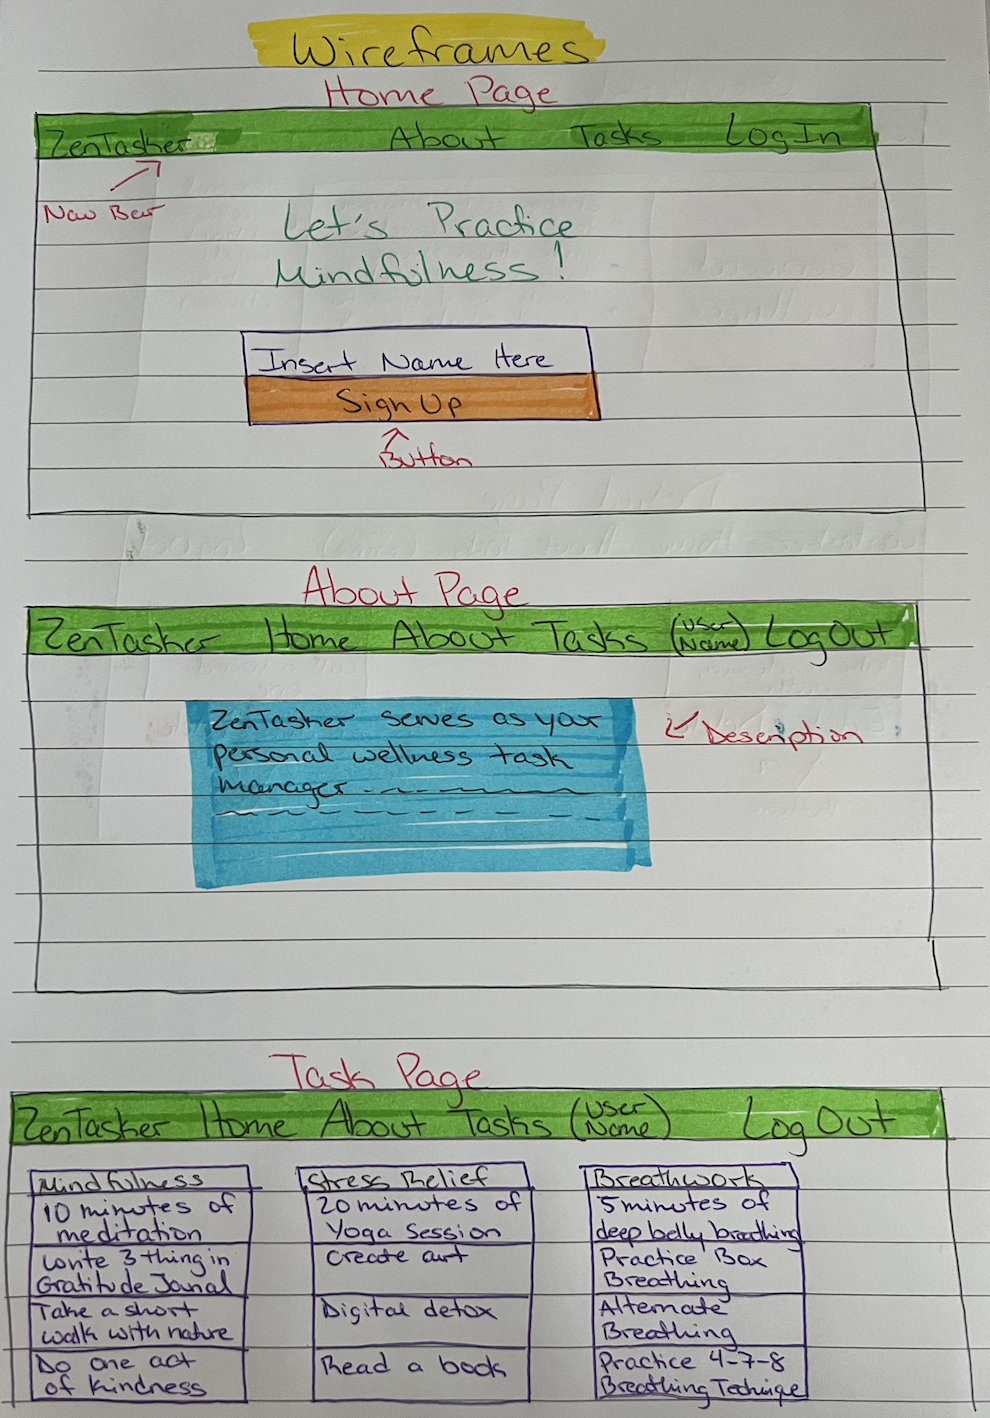 Wireframes
Home Page
ZenTasker About Tasks Log In
Nav Bar
Let's Practice
Mindfulness!
Insert Name Here
Sign Up
Button
About Page
ZenTasker Home About Tasks (User Name) Log Out
ZenTasker serves as your
personal wellness task
manager
Description
Task Page
ZenTasker Home About Tasks (User Name) Log Out
Mindfulness
10 minutes of
meditation
Write 3 thing in
Gratitude Jornal
Take a short
walk with nature
Do one act
of kindness
Stress Relief
20 minutes of
Yoga Session
Create art
Digital detox
Read a book
Breathwork
5 minutes of
deep belly breathing
Practice Box
Breathing
Alternate
Breathing
Practice 4-7-8
Breathing Technique